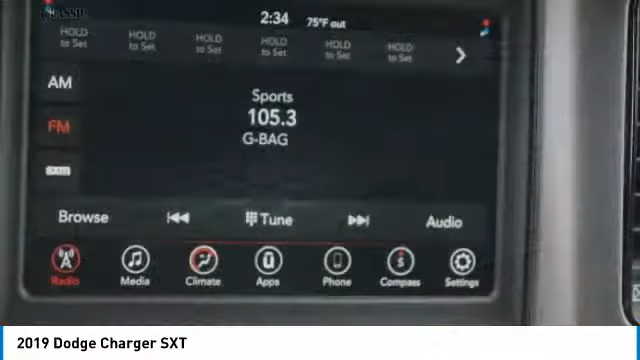 CLASSIC
2:34 75°F out
HOLD to Set HOLD to Set HOLD to Set HOLD to Set HOLD to Set HOLD to Set
AM
Sports
105.3
FM
G-BAG
sxm
Browse Tune Audio
S
Radio Media Climate Apps Phone Compass Settings
2019 Dodge Charger SXT